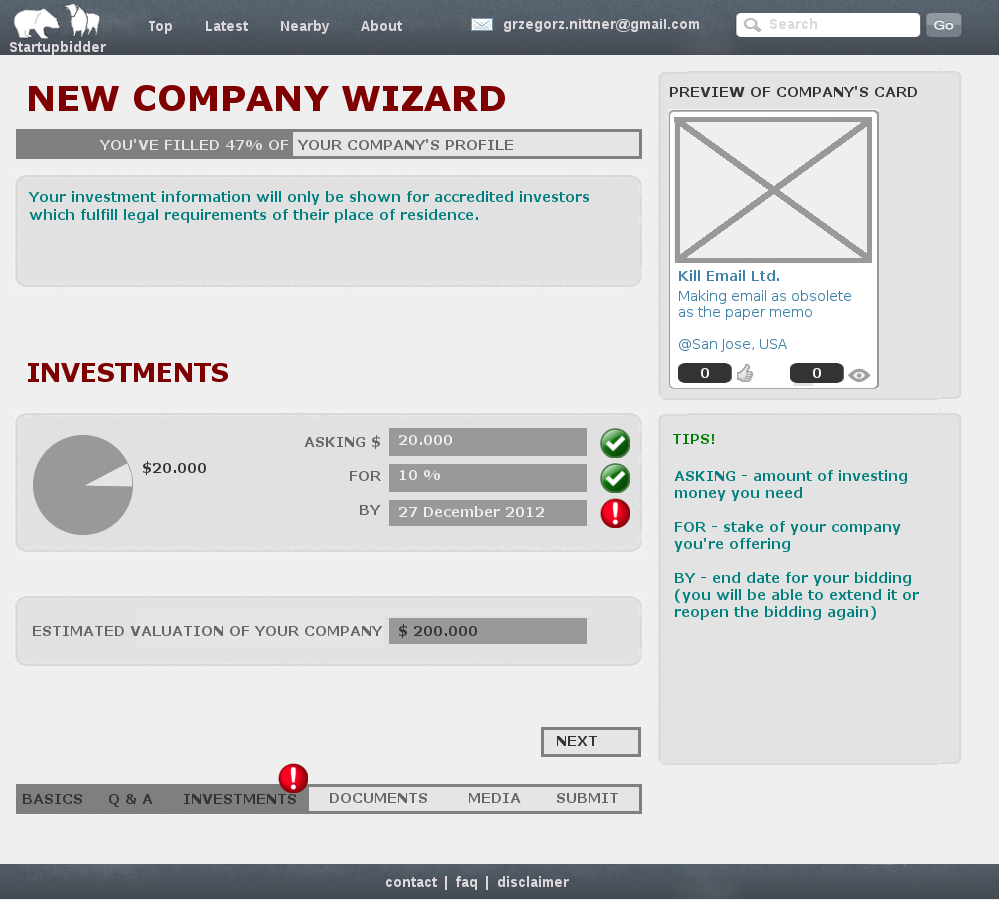 Startupbidder
Top Latest Nearby About
grzegorz.nittner@gmail.com
Search
Go
NEW COMPANY WIZARD
YOU'VE FILLED 47% OF YOUR COMPANY'S PROFILE
Your investment information will only be shown for accredited investors
which fulfill legal requirements of their place of residence.
INVESTMENTS
$20.000
ASKING $ 20.000
FOR 10 %
BY 27 December 2012
ESTIMATED VALUATION OF YOUR COMPANY $ 200.000
NEXT
BASICS Q & A INVESTMENTS DOCUMENTS MEDIA SUBMIT
PREVIEW OF COMPANY'S CARD
Kill Email Ltd.
Making email as obsolete
as the paper memo
@San Jose, USA
0 0
TIPS!
ASKING - amount of investing
money you need
FOR - stake of your company
you're offering
BY - end date for your bidding
(you will be able to extend it or
reopen the bidding again)
contact | faq | disclaimer